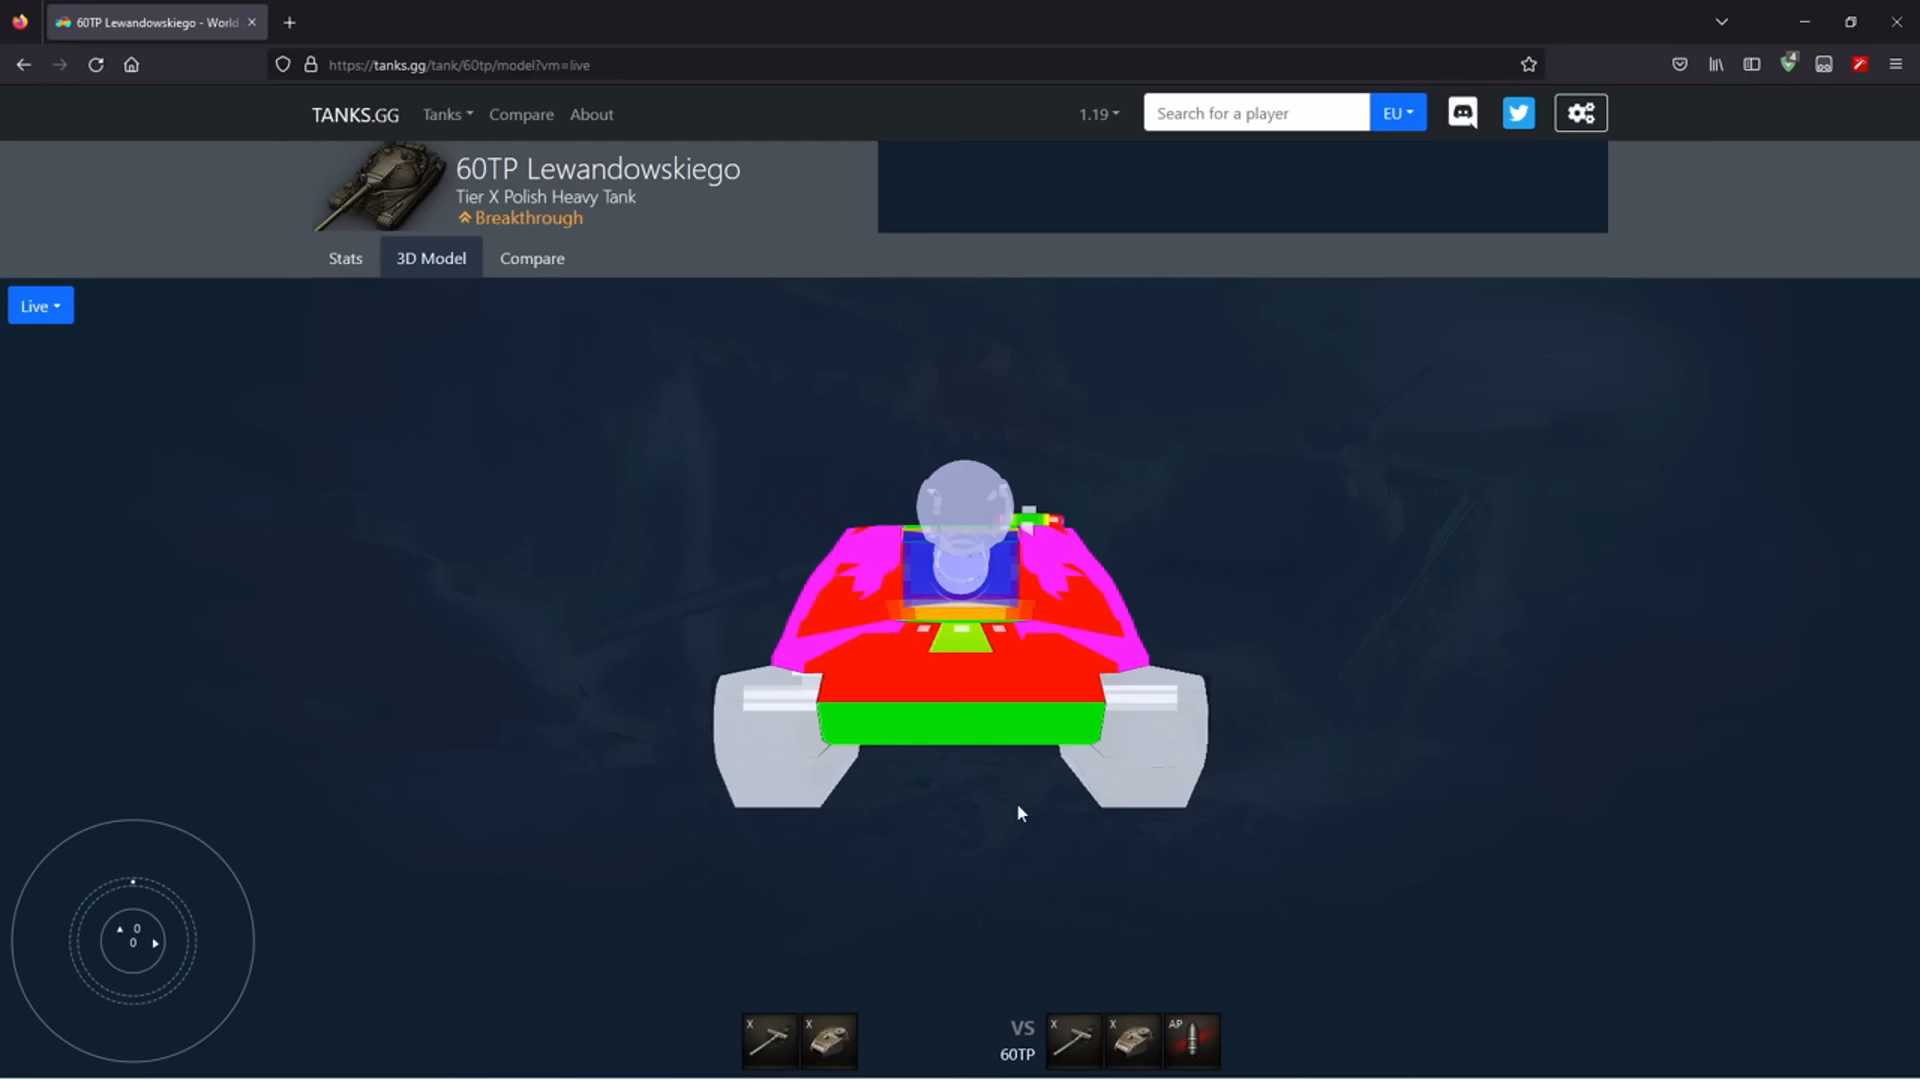 60TP Lewandowskiego - World
https://tanks.gg/tank/60tp/model?vm=live
4
TANKS.GG
Tanks
Compare
About
1.19
Search for a player
EU
60TP Lewandowskiego
Tier X Polish Heavy Tank
Breakthrough
Stats
3D Model
Compare
Live
0
0
X
X
VS
60TP
X
X
AP